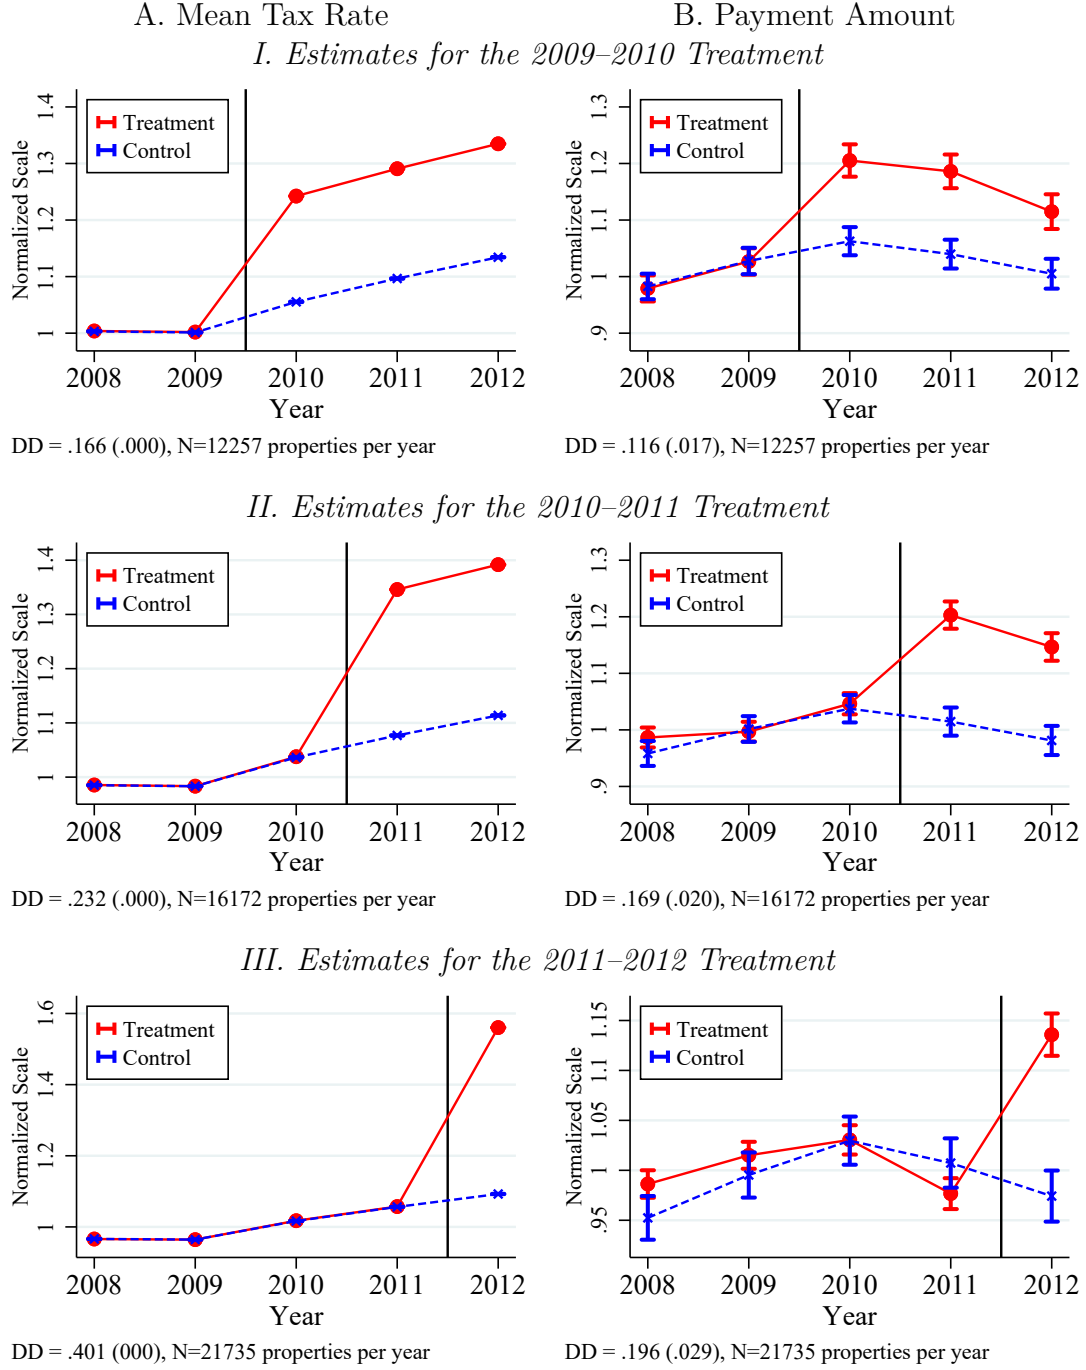 A. Mean Tax Rate
B. Payment Amount
I. Estimates for the 2009–2010 Treatment
Normalized Scale
1 1.1 1.2 1.3 1.4
Treatment
Control
2008 2009 2010 2011 2012
Year
DD = .166 (.000), N=12257 properties per year
Normalized Scale
.9 1 1.1 1.2 1.3
Treatment
Control
2008 2009 2010 2011 2012
Year
DD = .116 (.017), N=12257 properties per year
II. Estimates for the 2010–2011 Treatment
Normalized Scale
1 1.1 1.2 1.3 1.4
Treatment
Control
2008 2009 2010 2011 2012
Year
DD = .232 (.000), N=16172 properties per year
Normalized Scale
.9 1 1.1 1.2 1.3
Treatment
Control
2008 2009 2010 2011 2012
Year
DD = .169 (.020), N=16172 properties per year
III. Estimates for the 2011–2012 Treatment
Normalized Scale
1 1.2 1.4 1.6
Treatment
Control
2008 2009 2010 2011 2012
Year
DD = .401 (000), N=21735 properties per year
Normalized Scale
.95 1 1.05 1.1 1.15
Treatment
Control
2008 2009 2010 2011 2012
Year
DD = .196 (.029), N=21735 properties per year